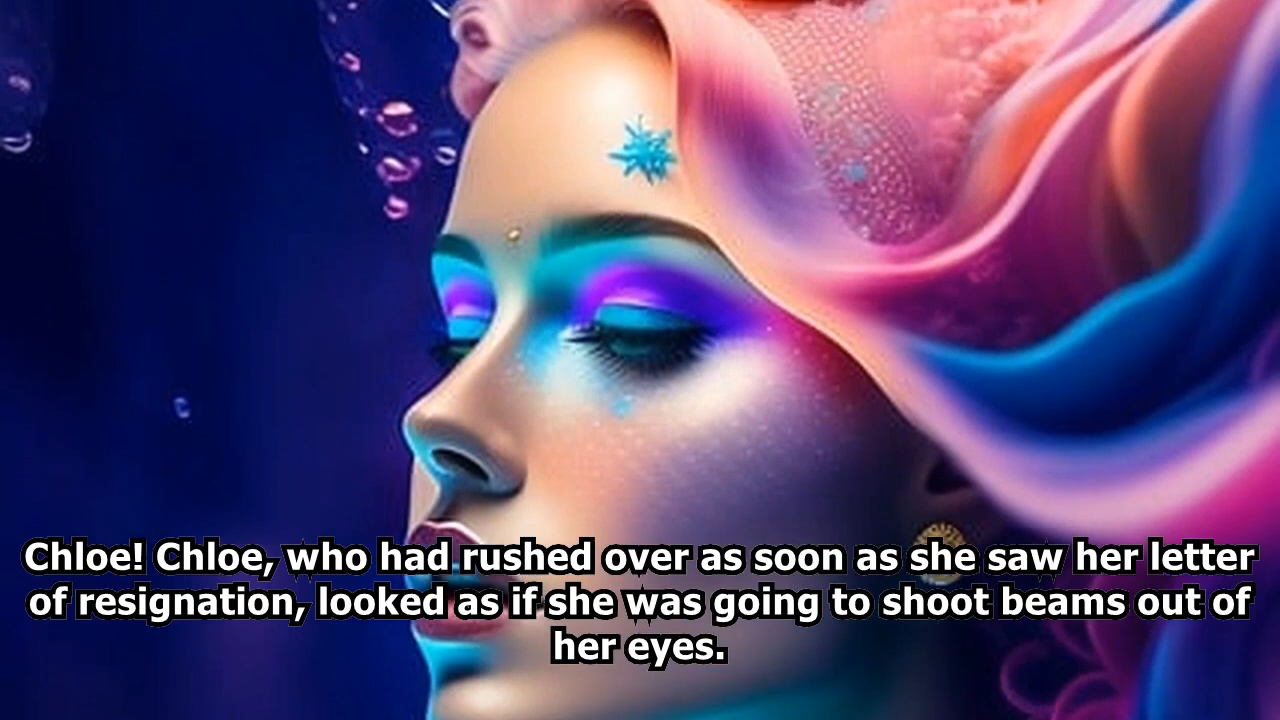 Chloe! Chloe, who had rushed over as soon as she saw her letter
of resignation, looked as if she was going to shoot beams out of
her eyes.